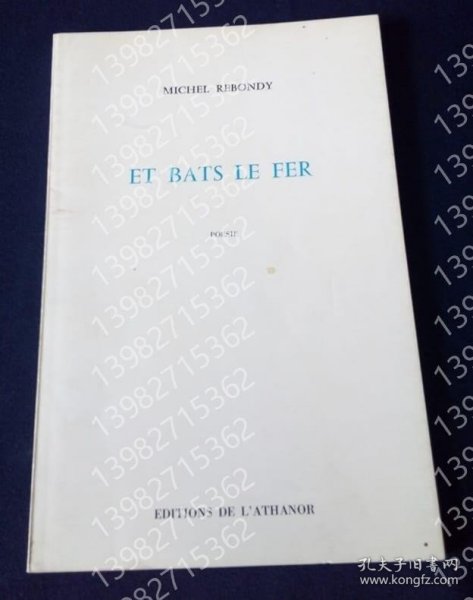 MICHEL REBONDY
ET BATS LE FER
POESIE
EDITIONS DE L'ATHANOR
13982715362
孔夫子旧书网
www.kongfz.com